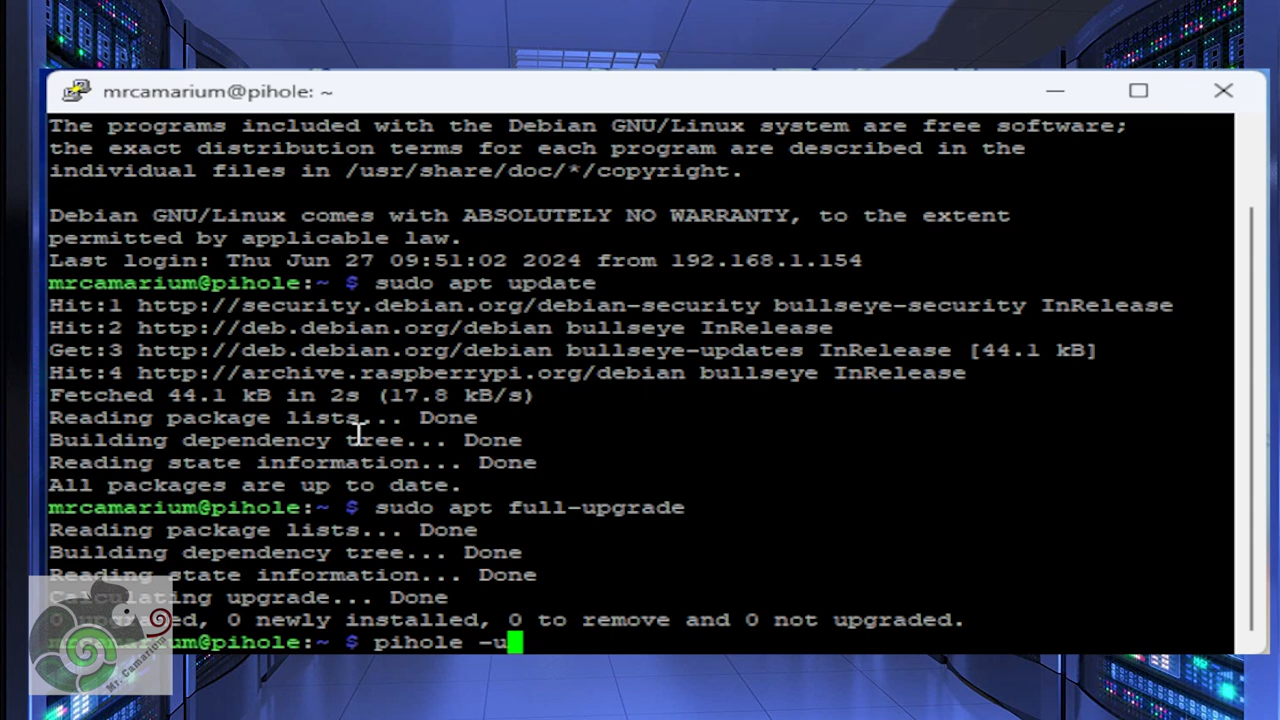 mrcamarium@pihole: ~
The programs included with the Debian GNU/Linux system are free software;
the exact distribution terms for each program are described in the
individual files in /usr/share/doc/*/copyright.
Debian GNU/Linux comes with ABSOLUTELY NO WARRANTY, to the extent
permitted by applicable law.
Last login: Thu Jun 27 09:51:02 2024 from 192.168.1.154
mrcamarium@pihole:~ $ sudo apt update
Hit:1 http://security.debian.org/debian-security bullseye-security InRelease
Hit:2 http://deb.debian.org/debian bullseye InRelease
Get:3 http://deb.debian.org/debian bullseye-updates InRelease [44.1 kB]
Hit:4 http://archive.raspberrypi.org/debian bullseye InRelease
Fetched 44.1 kB in 2s (17.8 kB/s)
Reading package lists... Done
Building dependency tree... Done
Reading state information... Done
All packages are up to date.
mrcamarium@pihole:~ $ sudo apt full-upgrade
Reading package lists... Done
Building dependency tree... Done
Reading state information... Done
Calculating upgrade... Done
0 upgraded, 0 newly installed, 0 to remove and 0 not upgraded.
mrcamarium@pihole:~ $ pihole -u
Mr. Camarium